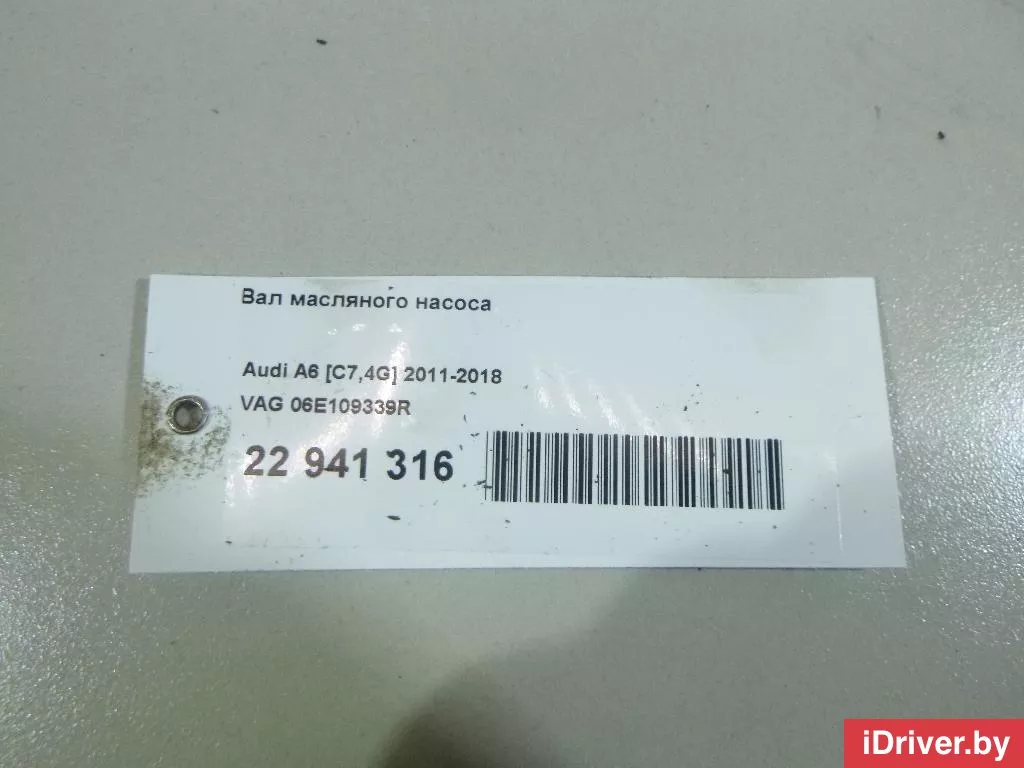 Вал масляного насоса
Audi A6 [C7,4G] 2011-2018
VAG 06E109339R
22 941 316
iDriver.by